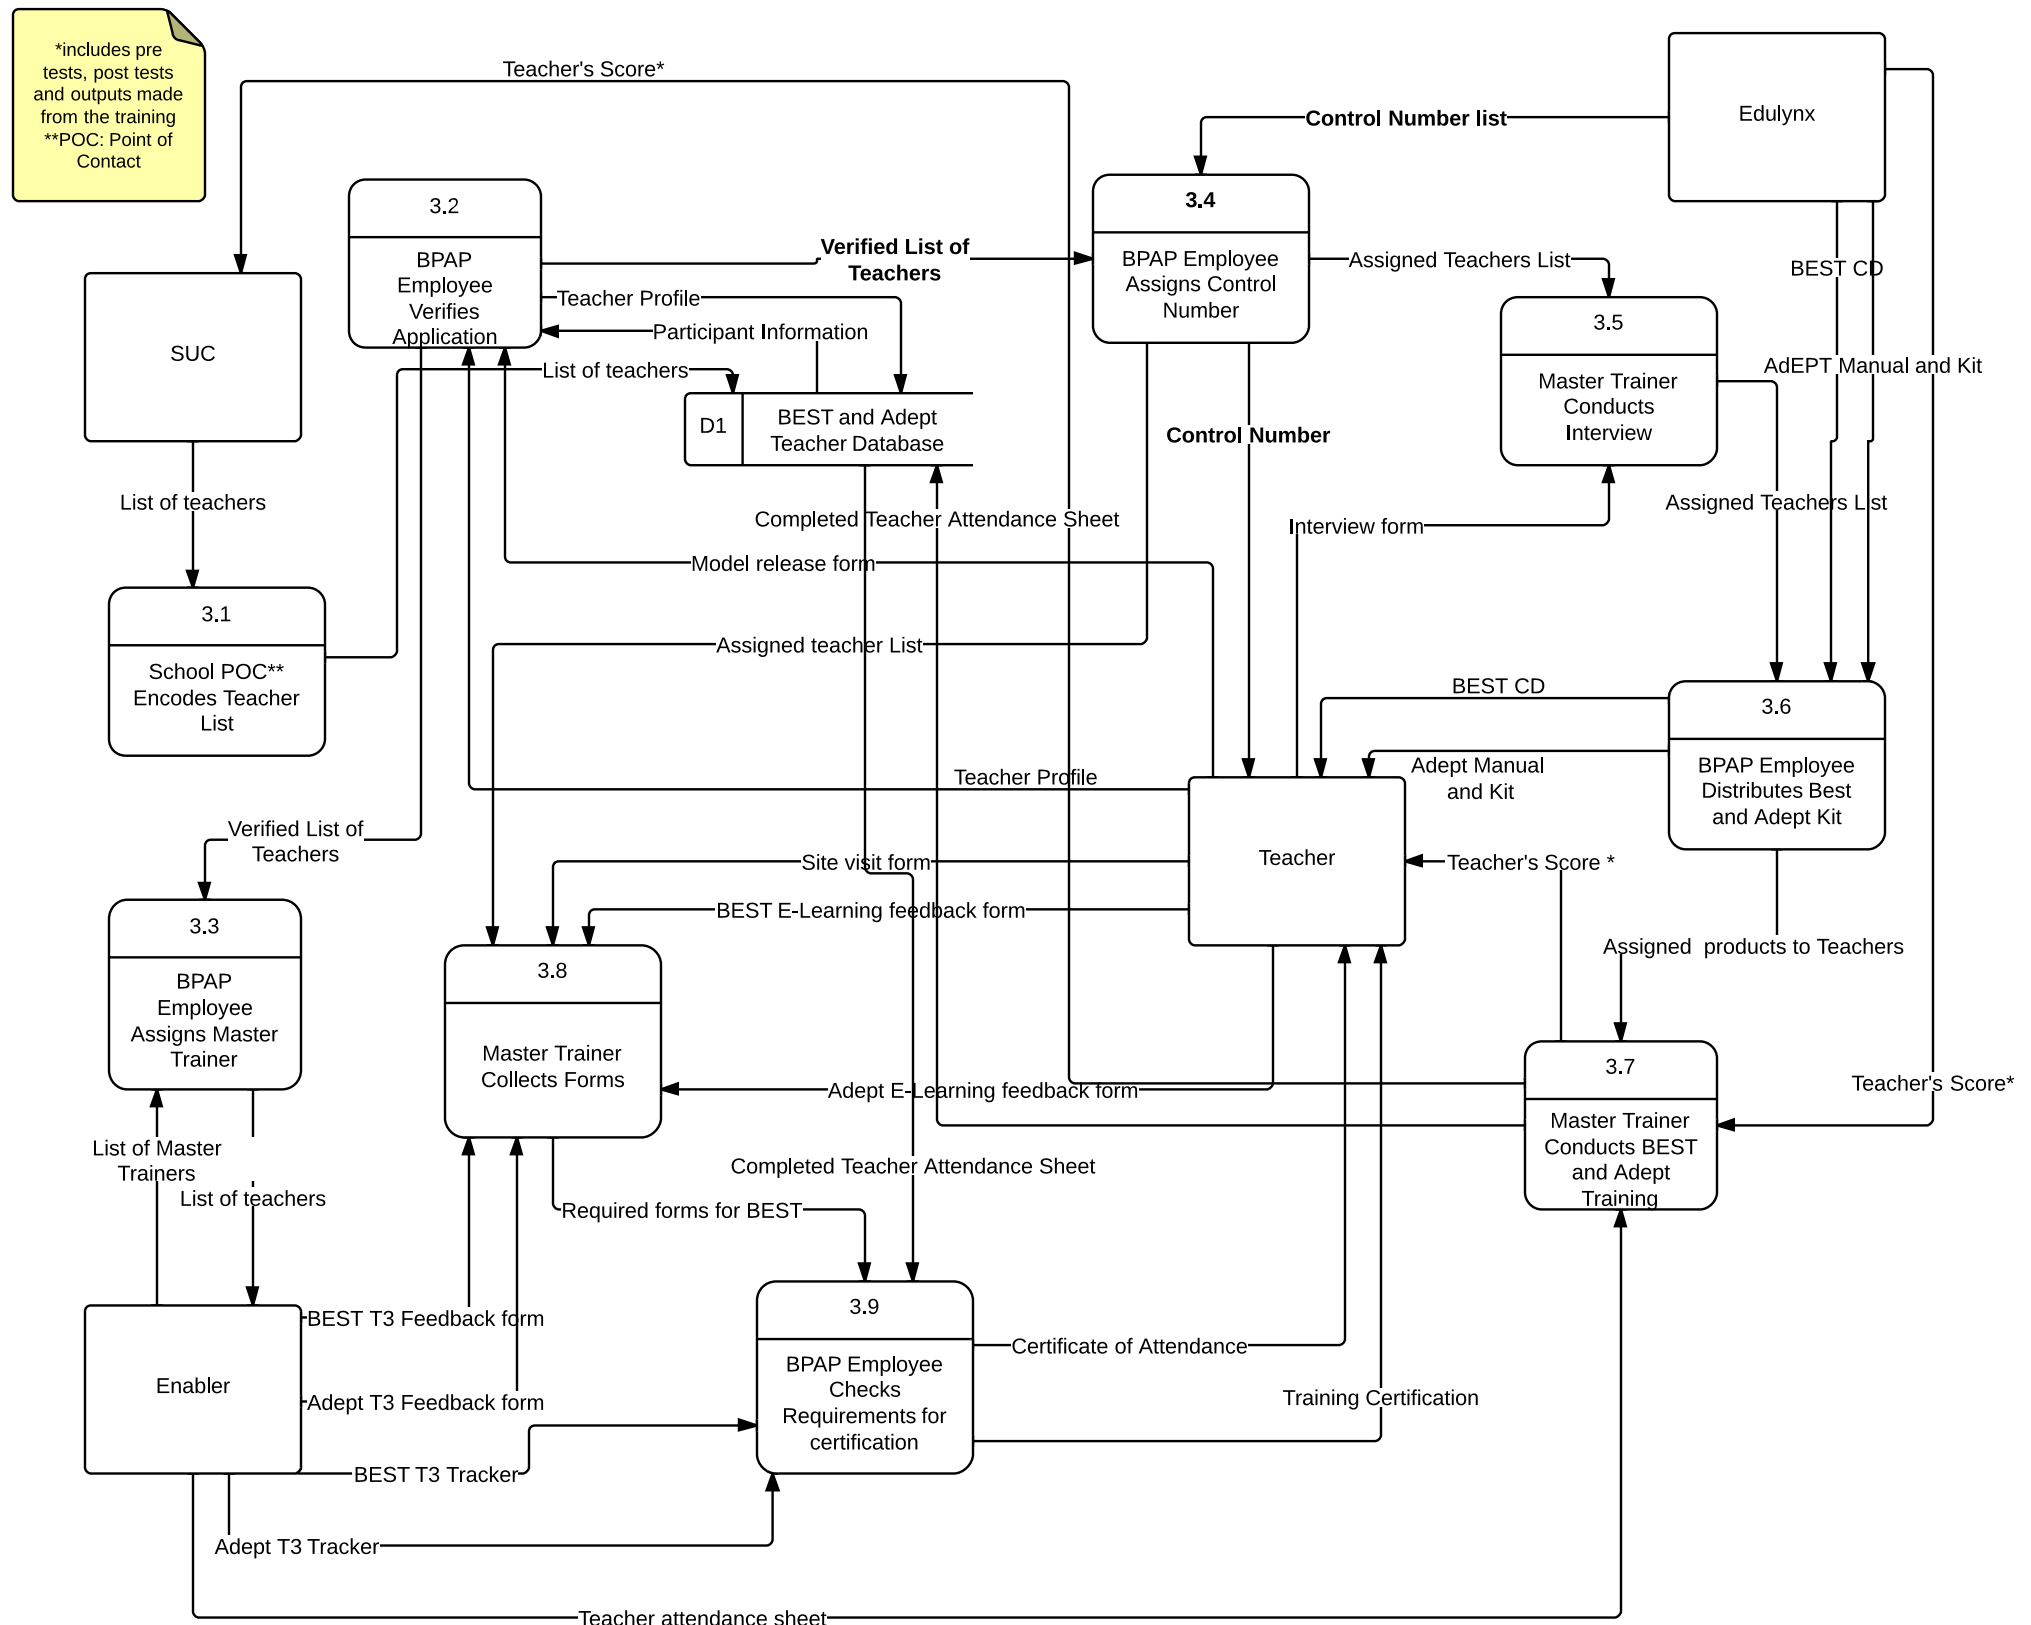 *includes pre
tests, post tests
and outputs made
from the training
**POC: Point of
Contact
Teacher's Score*
Edulynx
Control Number list
3.2
BPAP
Employee
Verifies
Application
Verified List of
Teachers
3.4
BPAP Employee
Assigns Control
Number
Assigned Teachers List
BEST CD
Teacher Profile
Participant Information
List of teachers
SUC
3.5
Master Trainer
Conducts
Interview
AdEPT Manual and Kit
D1
BEST and Adept
Teacher Database
Control Number
List of teachers
Completed Teacher Attendance Sheet
Interview form
Assigned Teachers List
Model release form
3.1
School POC**
Encodes Teacher
List
Assigned teacher List
BEST CD
3.6
BPAP Employee
Distributes Best
and Adept Kit
Adept Manual
and Kit
Teacher Profile
Verified List of
Teachers
Site visit form
Teacher
Teacher's Score *
BEST E-Learning feedback form
Assigned  products to Teachers
3.3
BPAP
Employee
Assigns Master
Trainer
3.8
Master Trainer
Collects Forms
Adept E-Learning feedback form
3.7
Master Trainer
Conducts BEST
and Adept
Training
Teacher's Score*
List of Master
Trainers
List of teachers
Completed Teacher Attendance Sheet
Required forms for BEST
Enabler
BEST T3 Feedback form
Adept T3 Feedback form
3.9
BPAP Employee
Checks
Requirements for
certification
Certificate of Attendance
Training Certification
BEST T3 Tracker
Adept T3 Tracker
Teacher attendance sheet